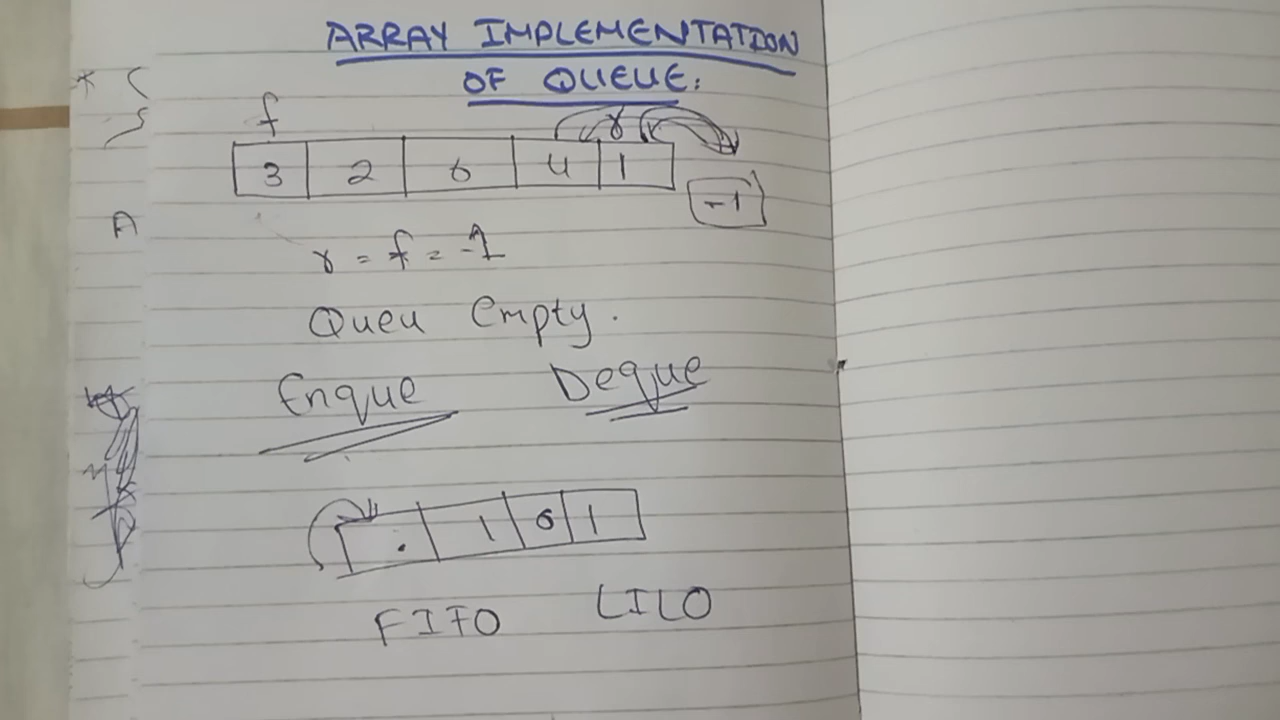 ARRAY IMPLEMENTATION
OF QUEUE:
f r
3 2 6 4 1
-1
A
r = f = -1
Queu Empty.
Enque Deque
. 1 6 1
FIFO LILO